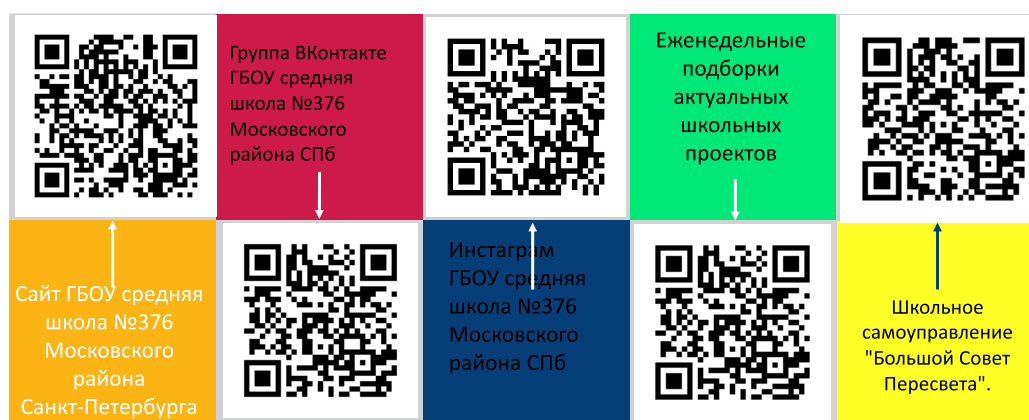 Группа ВКонтакте
ГБОУ средняя
школа №376
Московского
района СПб
Еженедельные
подборки
актуальных
школьных
проектов
Сайт ГБОУ средняя
школа №376
Московского
района
Санкт-Петербурга
Инстаграм
ГБОУ средняя
школа №376
Московского
района СПб
Школьное
самоуправление
"Большой Совет
Пересвета".